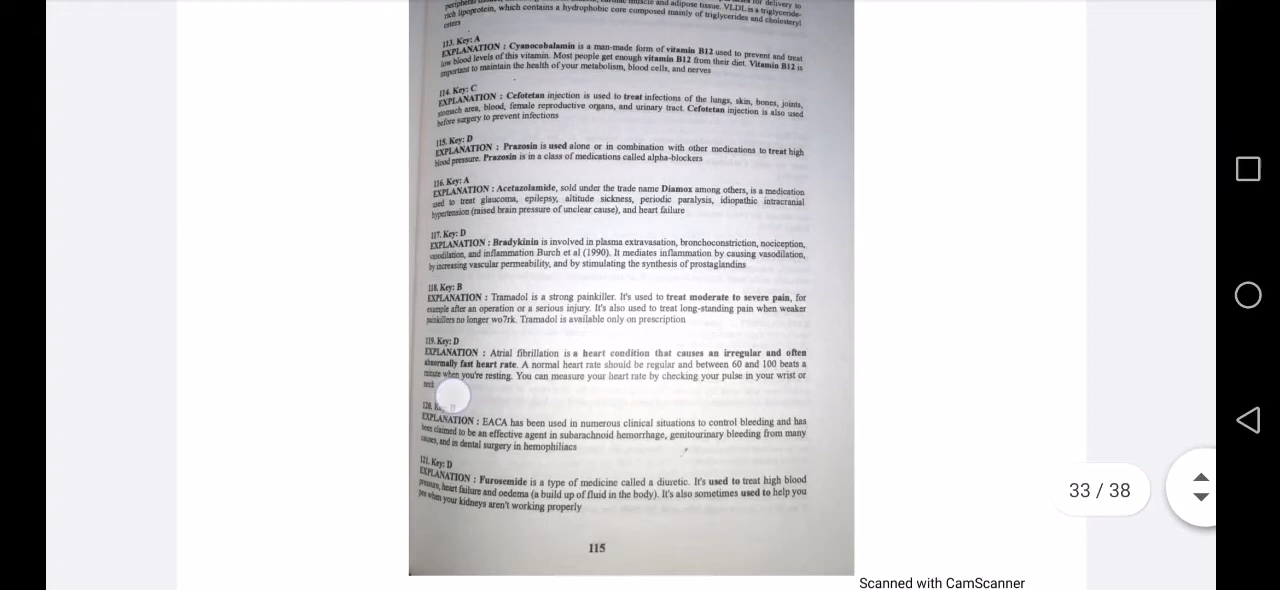 peripheral muscle and adipose tissue. VLDL is a triglyceride-
rich lipoprotein, which contains a hydrophobic core composed mainly of triglycerides and cholesteryl
esters
113. Key: A
EXPLANATION : Cyanocobalamin is a man-made form of vitamin B12 used to prevent and treat
low blood levels of this vitamin. Most people get enough vitamin B12 from their diet. Vitamin B12 is
important to maintain the health of your metabolism, blood cells, and nerves
114. Key: C
EXPLANATION : Cefotetan injection is used to treat infections of the lungs, skin, bones, joints,
stomach area, blood, female reproductive organs, and urinary tract. Cefotetan injection is also used
before surgery to prevent infections
115. Key: D
EXPLANATION : Prazosin is used alone or in combination with other medications to treat high
blood pressure. Prazosin is in a class of medications called alpha-blockers
116. Key: A
EXPLANATION : Acetazolamide, sold under the trade name Diamox among others, is a medication
used to treat glaucoma, epilepsy, altitude sickness, periodic paralysis, idiopathic intracranial
hypertension (raised brain pressure of unclear cause), and heart failure
117. Key: D
EXPLANATION : Bradykinin is involved in plasma extravasation, bronchoconstriction, nociception,
vasodilation, and inflammation Burch et al (1990). It mediates inflammation by causing vasodilation,
by increasing vascular permeability, and by stimulating the synthesis of prostaglandins
118. Key: B
EXPLANATION : Tramadol is a strong painkiller. It's used to treat moderate to severe pain, for
example after an operation or a serious injury. It's also used to treat long-standing pain when weaker
painkillers no longer wo7rk. Tramadol is available only on prescription
119. Key: D
EXPLANATION : Atrial fibrillation is a heart condition that causes an irregular and often
abnormally fast heart rate. A normal heart rate should be regular and between 60 and 100 beats a
minute when you're resting. You can measure your heart rate by checking your pulse in your wrist or
neck
120.
EXPLANATION : EACA has been used in numerous clinical situations to control bleeding and has
been claimed to be an effective agent in subarachnoid hemorrhage, genitourinary bleeding from many
causes, and in dental surgery in hemophiliacs
121. Key: D
EXPLANATION : Furosemide is a type of medicine called a diuretic. It's used to treat high blood
pressure, heart failure and oedema (a build up of fluid in the body). It's also sometimes used to help you
pee when your kidneys aren't working properly
115
33 / 38
Scanned with CamScanner